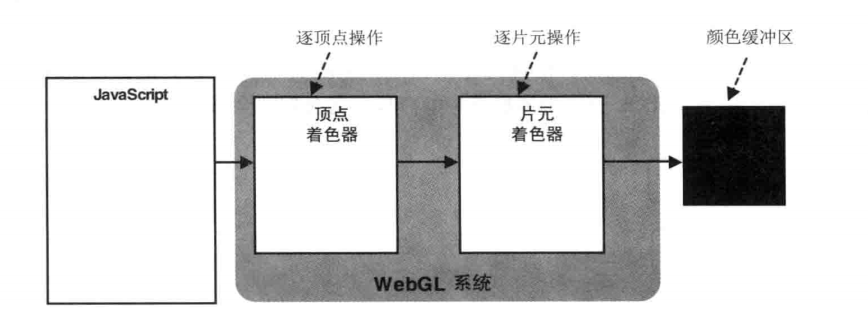 逐顶点操作
逐片元操作
颜色缓冲区
JavaScript
顶点
着色器
片元
着色器
WebGL 系统